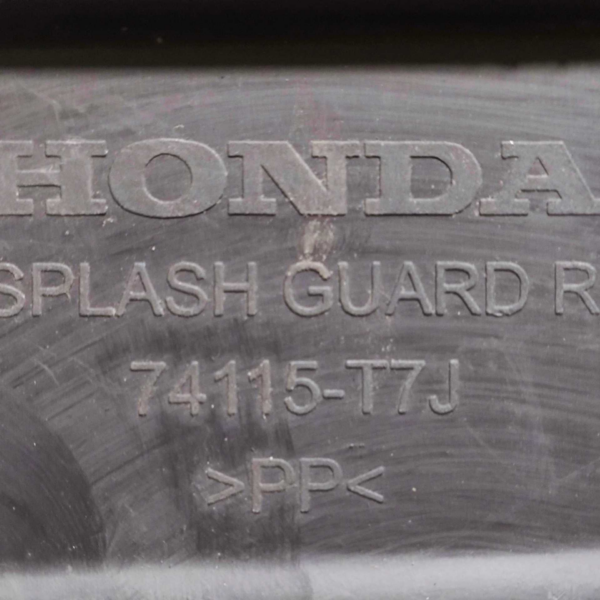 HONDA
SPLASH GUARD R
74115-T7J
>PP<